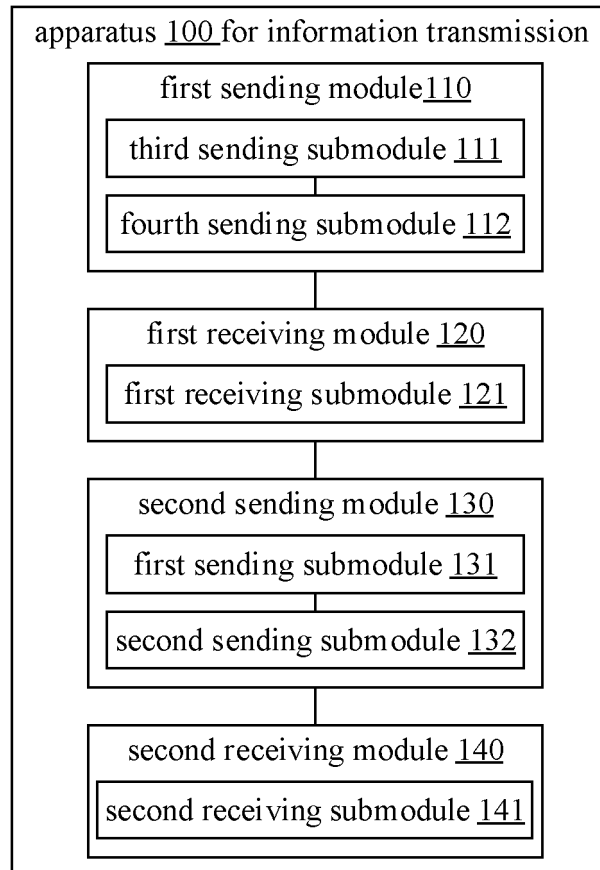 apparatus 100 for information transmission
first sending module110
third sending submodule 111
fourth sending submodule 112
first receiving module 120
first receiving submodule 121
second sending module 130
first sending submodule 131
second sending submodule 132
second receiving module 140
second receiving submodule 141